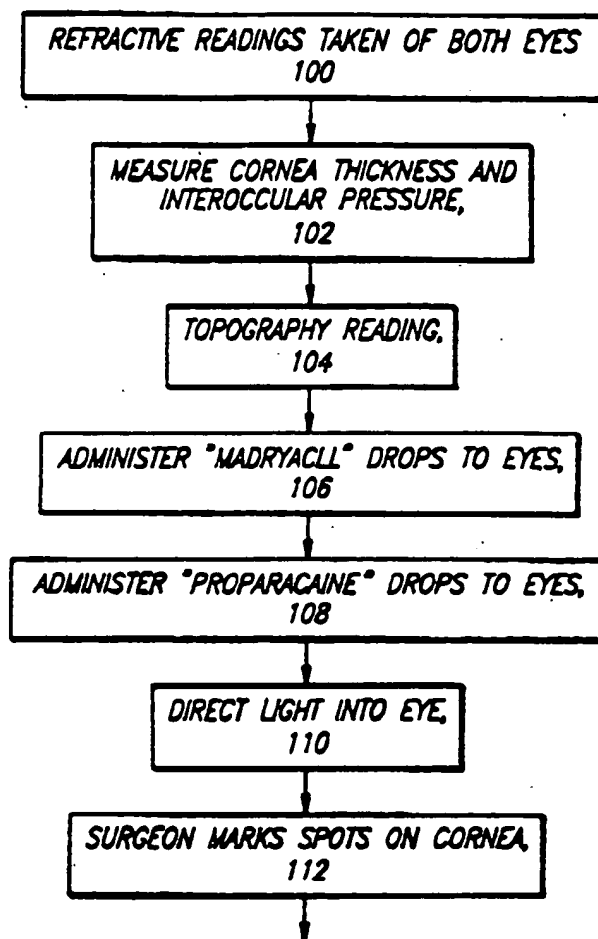 REFRACTIVE READINGS TAKEN OF BOTH EYES
100
MEASURE CORNEA THICKNESS AND
INTEROCCULAR PRESSURE,
102
TOPOGRAPHY READING,
104
ADMINISTER "MADRYACLL" DROPS TO EYES,
106
ADMINISTER "PROPARACAINE" DROPS TO EYES,
108
DIRECT LIGHT INTO EYE,
110
SURGEON MARKS SPOTS ON CORNEA,
112